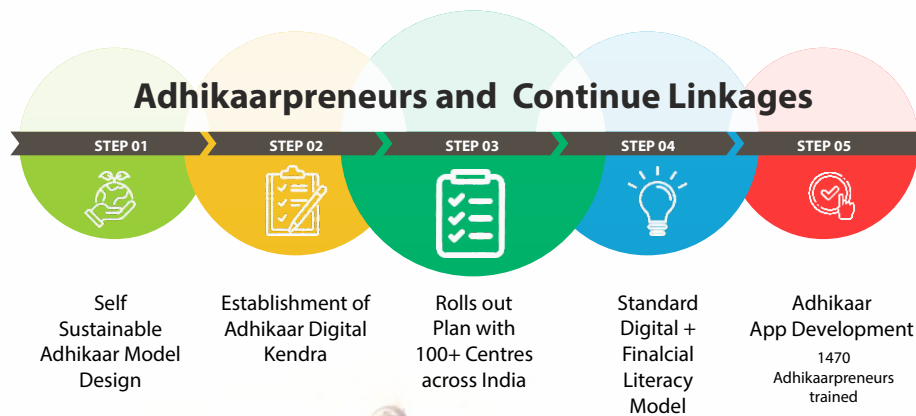 Adhikaarpreneurs and Continue Linkages
STEP 01
STEP 02
STEP 03
STEP 04
STEP 05
Self
Sustainable
Adhikaar Model
Design
Establishment of
Adhikaar Digital
Kendra
Rolls out
Plan with
100+ Centres
across India
Standard
Digital +
Finalcial
Literacy
Model
Adhikaar
App Development
1470
Adhikaarpreneurs
trained